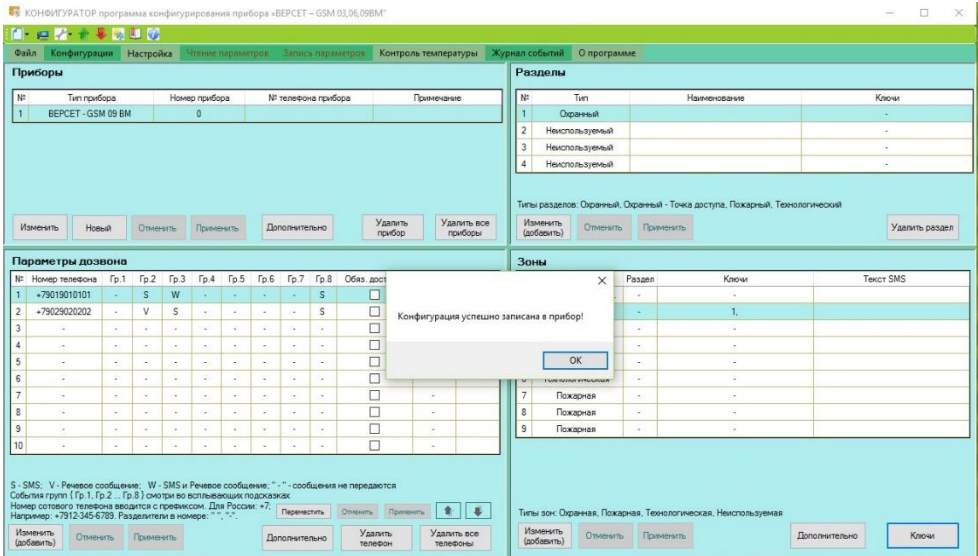 КОНФИГУРАТОР программа конфигурирования прибора «ВЕРСЕТ – GSM 03,06,09ВМ"
Файл Конфигурации Настройка Чтение параметров Запись параметров Контроль температуры Журнал событий О программе
Приборы
№ Тип прибора Номер прибора № телефона прибора Примечание
1 ВЕРСЕТ - GSM 09 ВМ 0
Изменить Новый Отменить Применить Дополнительно Удалить прибор Удалить все приборы
Разделы
№ Тип Наименование Ключи
1 Охранный -
2 Неиспользуемый -
3 Неиспользуемый -
4 Неиспользуемый -
Типы разделов: Охранный, Охранный - Точка доступа, Пожарный, Технологический
Изменить (добавить) Отменить Применить Удалить раздел
Параметры дозвона
№ Номер телефона Гр.1 Гр.2 Гр.3 Гр.4 Гр.5 Гр.6 Гр.7 Гр.8 Обяз. дост
1 +79019010101 - S W - - - - S
2 +79029020202 - V S - - - - S
3 - - - - - - - - -
4 - - - - - - - - -
5 - - - - - - - - -
6 - - - - - - - - -
7 - - - - - - - - - -
8 - - - - - - - - - -
9 - - - - - - - - - -
10 - - - - - - - - - -
S - SMS; V - Речевое сообщение; W - SMS и Речевое сообщение; " - " - сообщения не передаются
События групп { Гр.1, Гр.2 ... Гр.8 } смотри во всплывающих подсказках
Номер сотового телефона вводится с префиксом. Для России: +7;
Например: +7912-345-6789. Разделители в номере: " ", "-".
Переместить Отменить Применить
Изменить (добавить) Отменить Применить Дополнительно Удалить телефон Удалить все телефоны
Зоны
Раздел Ключи Текст SMS
- -
- 1,
Конфигурация успешно записана в прибор!
OK
7 Пожарная - -
8 Пожарная - -
9 Пожарная - -
Типы зон: Охранная, Пожарная, Технологическая, Неиспользуемая
Изменить (добавить) Отменить Применить Дополнительно Ключи